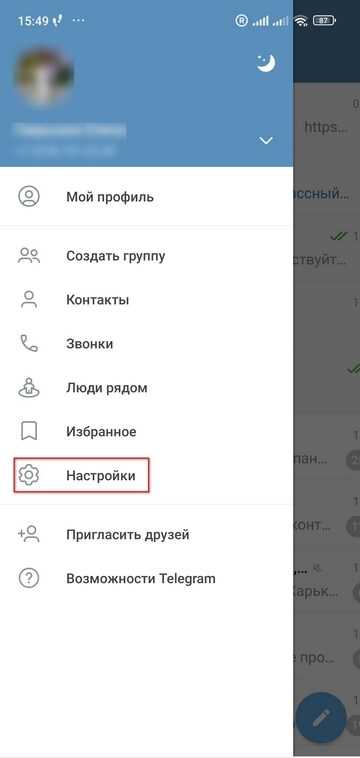 15:49
87
https...
Мой профиль
ассный...
Создать группу
ствуйт...
Контакты
Звонки
Люди рядом
Избранное
пан...
Настройки
конт...
Пригласить друзей
Харьк...
Возможности Telegram
е про...